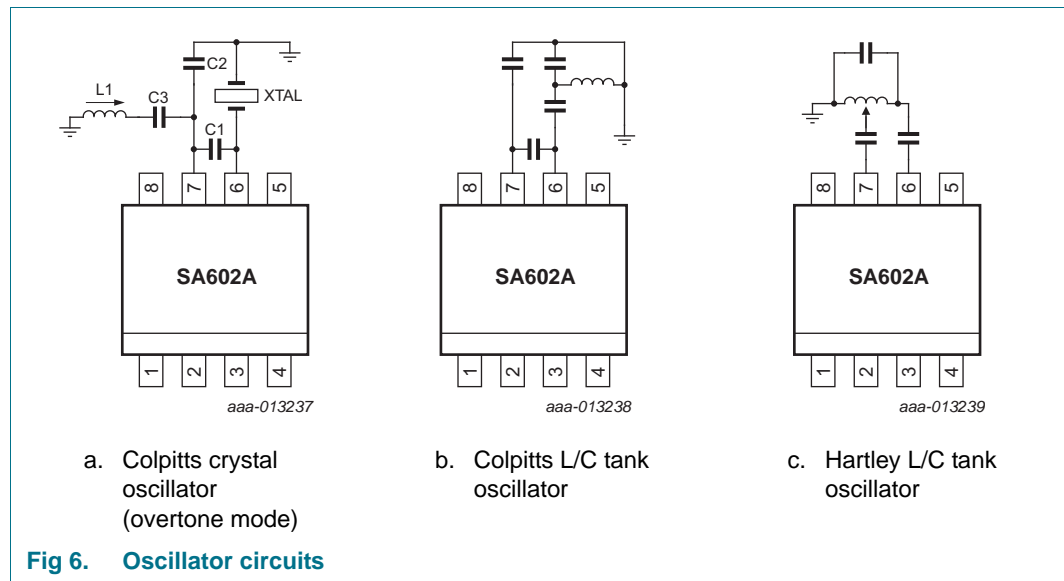 C2
L1
C3
XTAL
C1
8 7 6 5
SA602A
1 2 3 4
aaa-013237
8 7 6 5
SA602A
1 2 3 4
aaa-013238
8 7 6 5
SA602A
1 2 3 4
aaa-013239
a. Colpitts crystal
oscillator
(overtone mode)
b. Colpitts L/C tank
oscillator
c. Hartley L/C tank
oscillator
Fig 6. Oscillator circuits